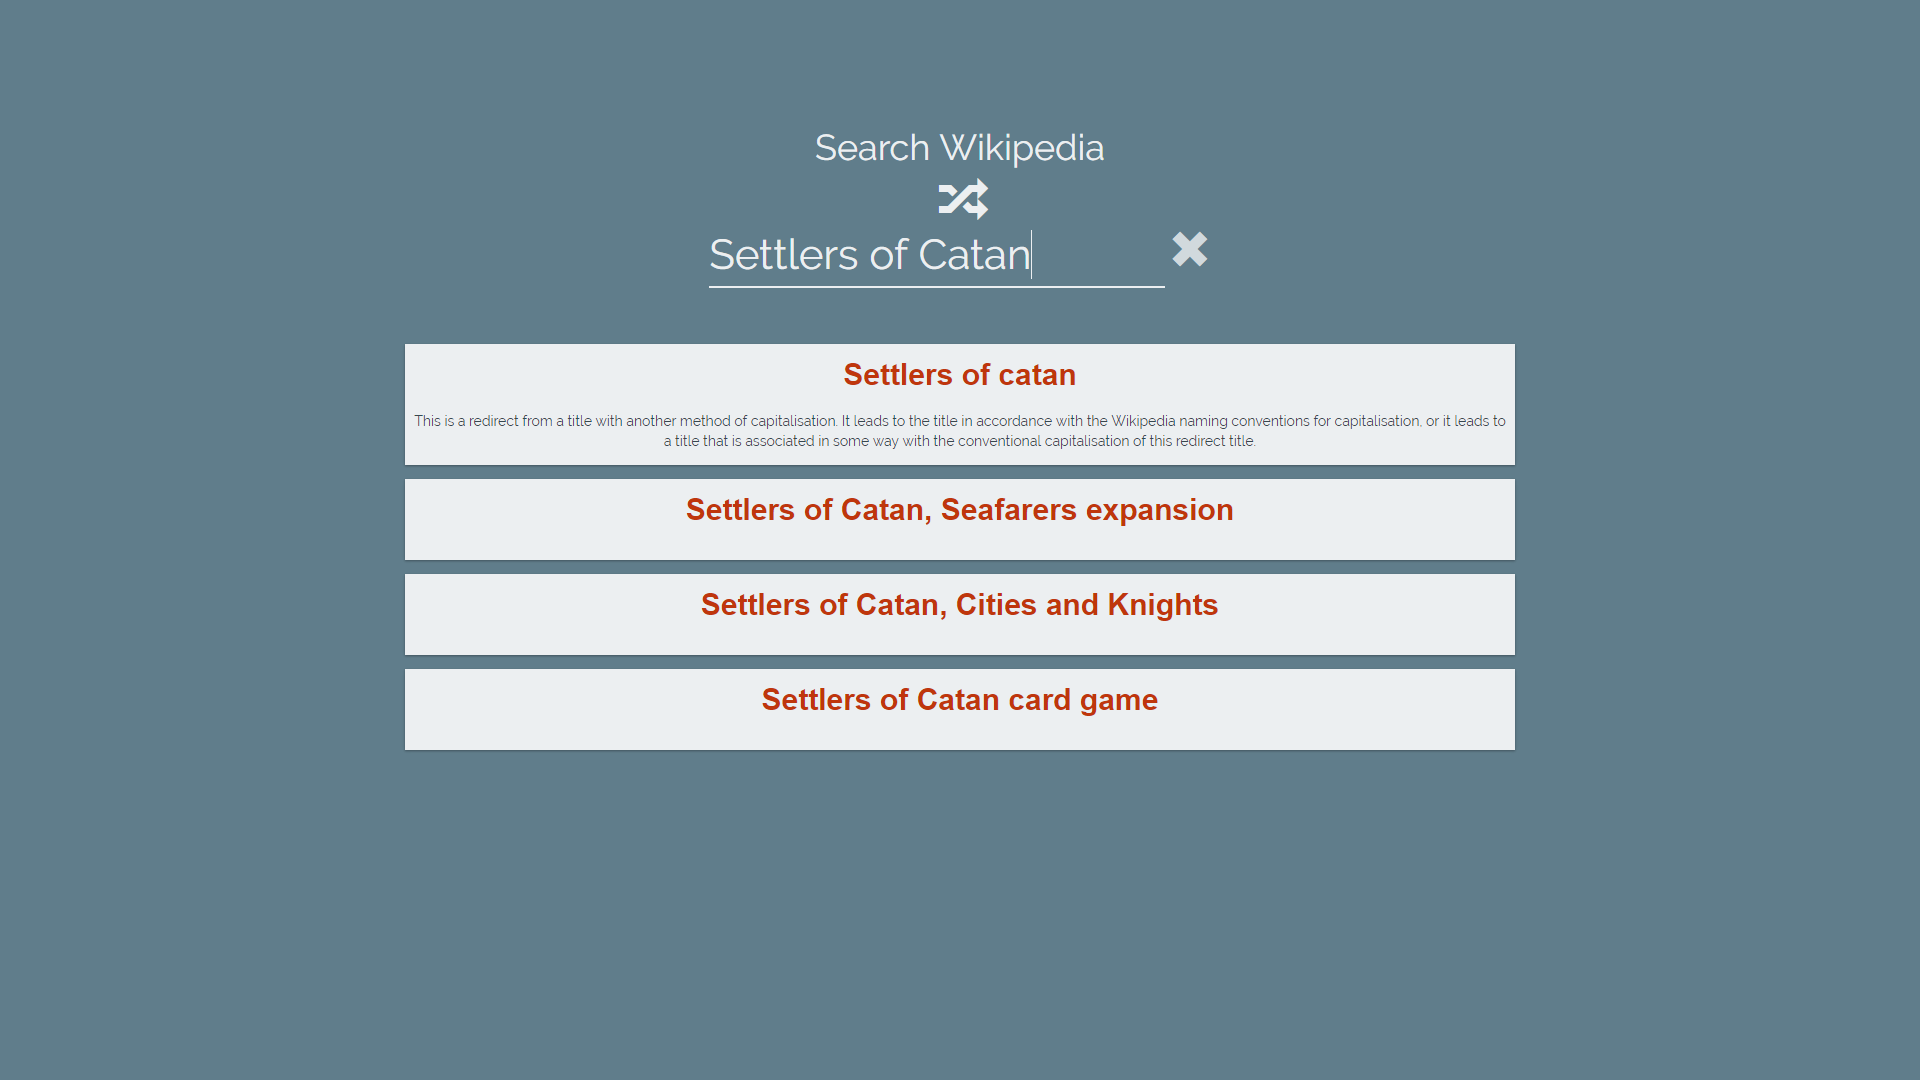 Search Wikipedia
Settlers of Catan
Settlers of catan
This is a redirect from a title with another method of capitalisation. It leads to the title in accordance with the Wikipedia naming conventions for capitalisation, or it leads to
a title that is associated in some way with the conventional capitalisation of this redirect title.
Settlers of Catan, Seafarers expansion
Settlers of Catan, Cities and Knights
Settlers of Catan card game